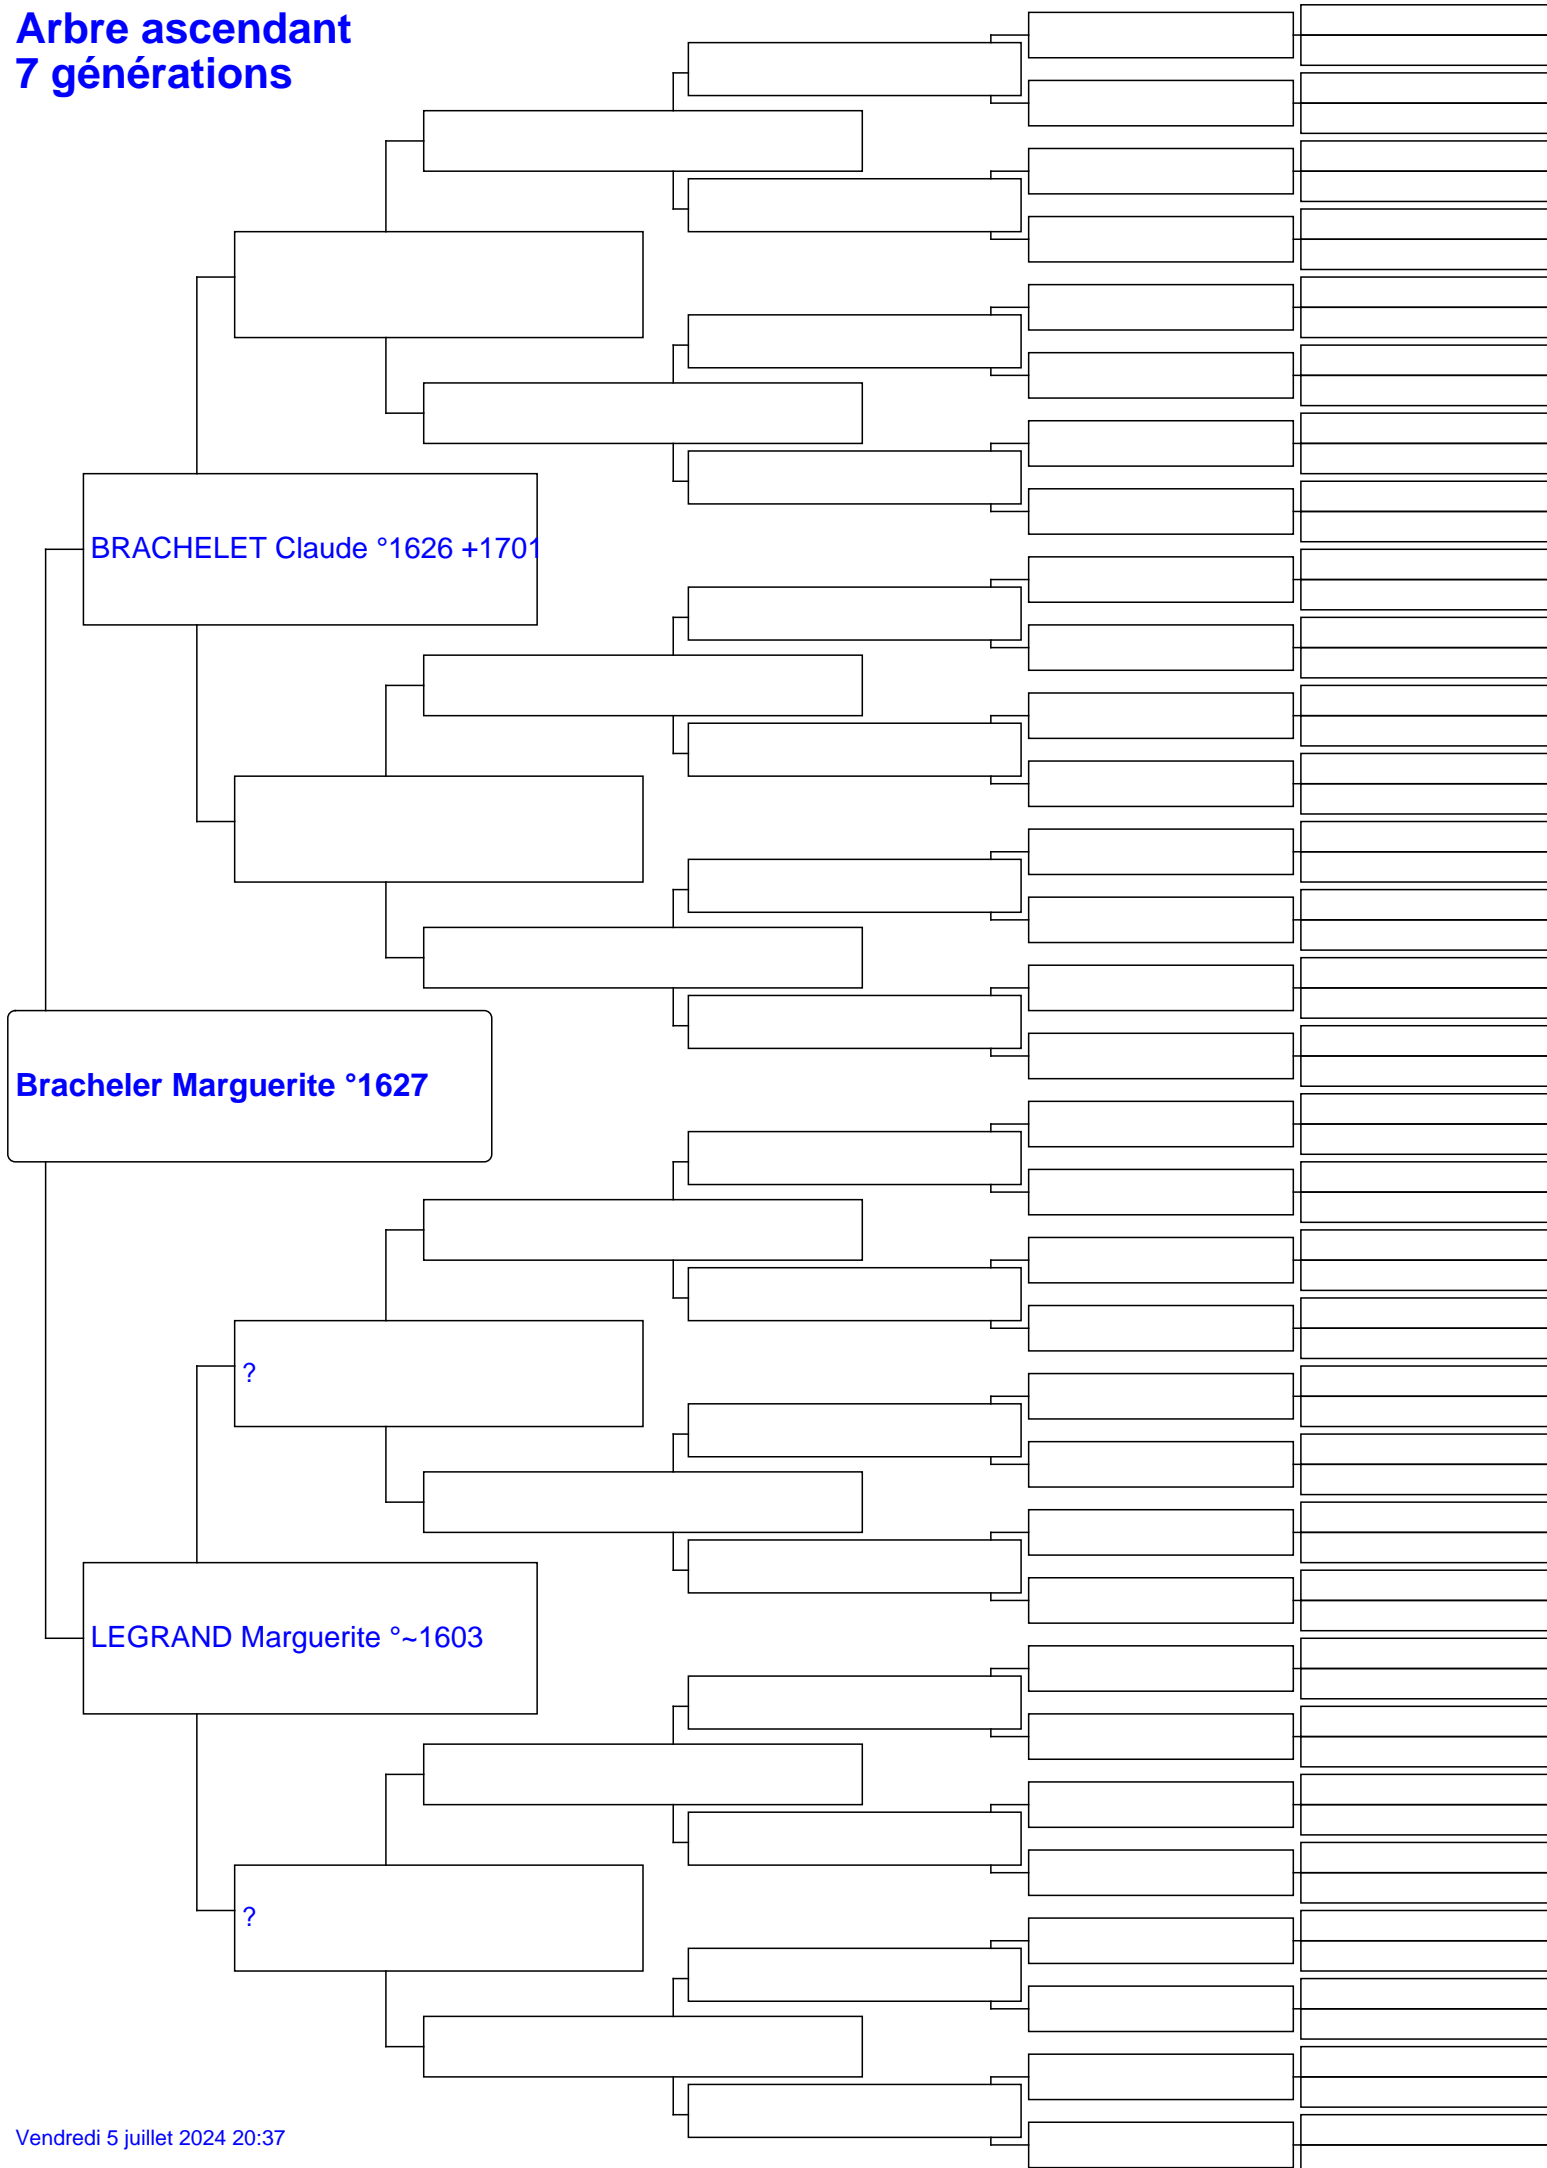 Arbre ascendant
7 générations
BRACHELET Claude °1626 +1701
Bracheler Marguerite °1627
?
LEGRAND Marguerite °~1603
?
Vendredi 5 juillet 2024 20:37